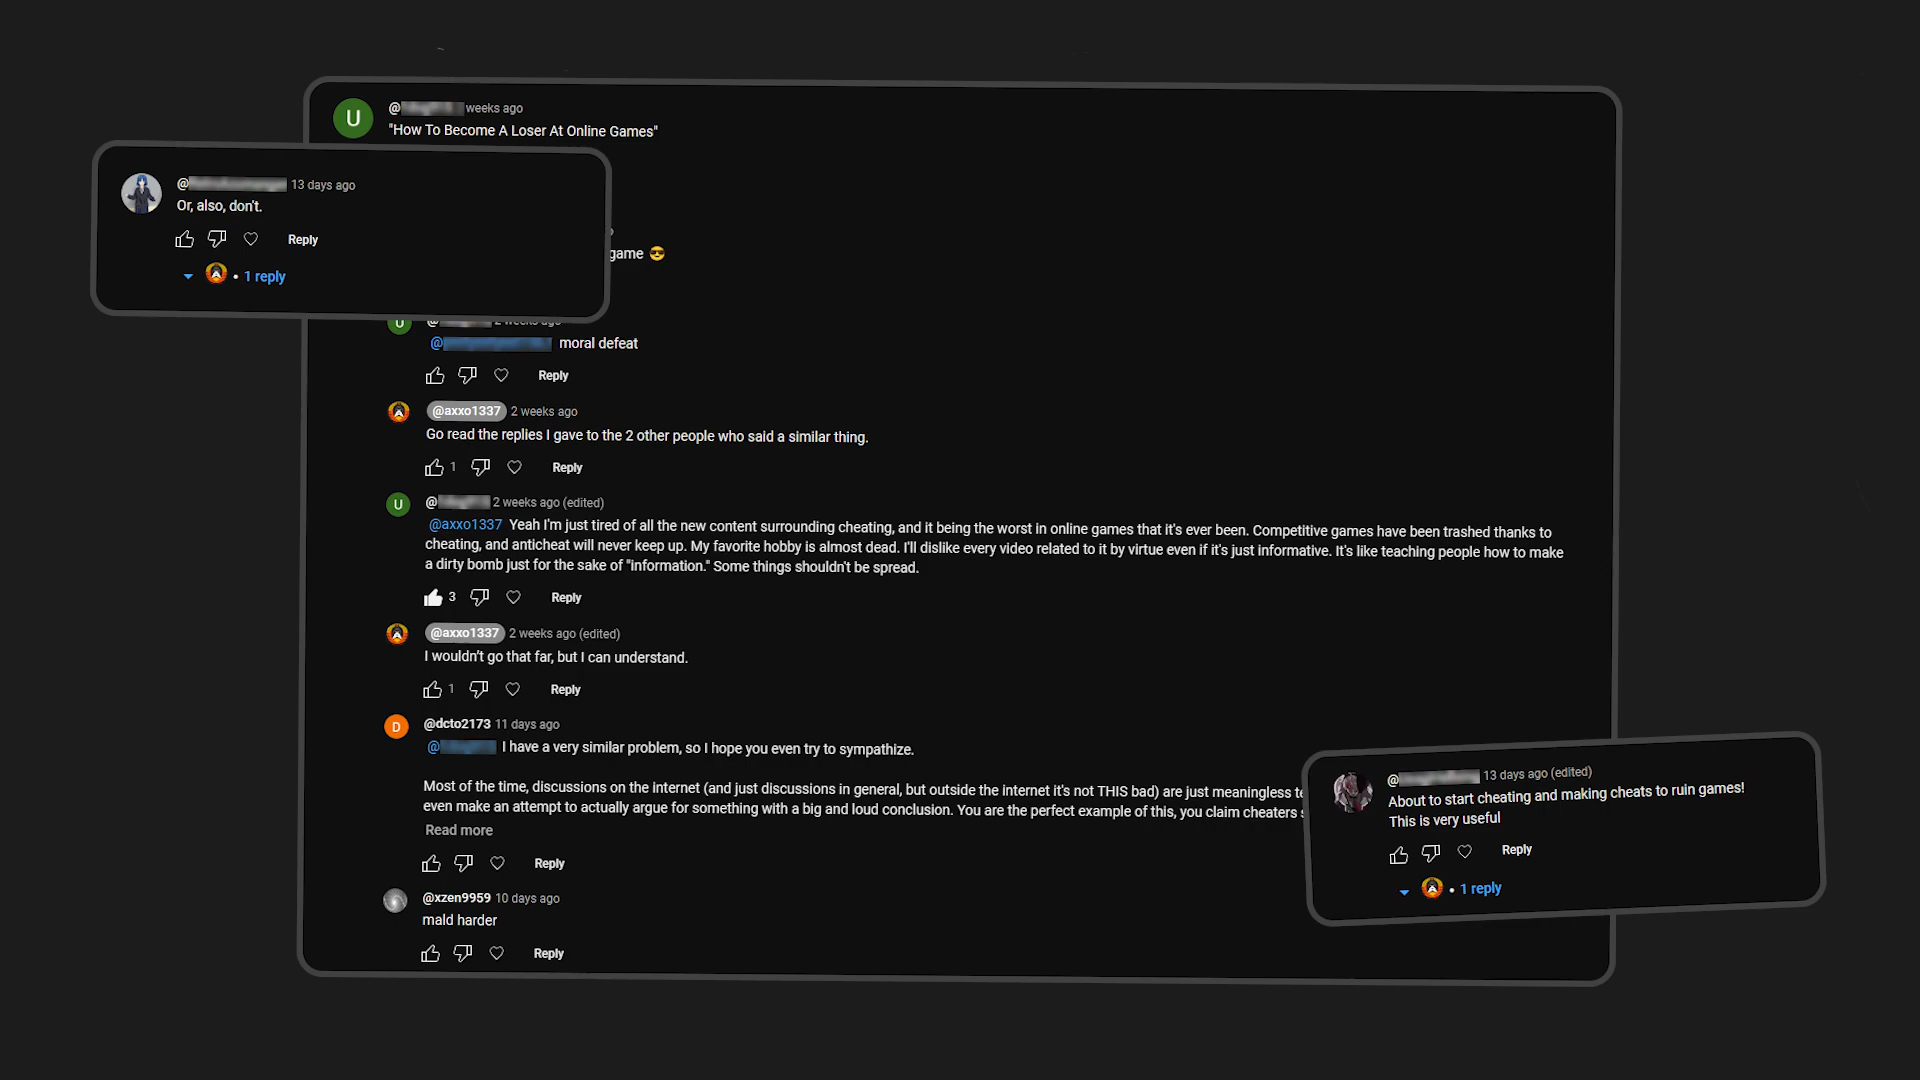 U
@ weeks ago
"How To Become A Loser At Online Games"
@ 13 days ago
Or, also, don't.
Reply
• 1 reply
game 😎
U
@ 2 weeks ago
@ moral defeat
Reply
@axxo1337 2 weeks ago
Go read the replies I gave to the 2 other people who said a similar thing.
1 Reply
U
@ 2 weeks ago (edited)
@axxo1337 Yeah I'm just tired of all the new content surrounding cheating, and it being the worst in online games that it's ever been. Competitive games have been trashed thanks to
cheating, and anticheat will never keep up. My favorite hobby is almost dead. I'll dislike every video related to it by virtue even if it's just informative. It's like teaching people how to make
a dirty bomb just for the sake of "information." Some things shouldn't be spread.
3 Reply
@axxo1337 2 weeks ago (edited)
I wouldn't go that far, but I can understand.
1 Reply
D
@dcto2173 11 days ago
@ I have a very similar problem, so I hope you even try to sympathize.
Most of the time, discussions on the internet (and just discussions in general, but outside the internet it's not THIS bad) are just meaningless
even make an attempt to actually argue for something with a big and loud conclusion. You are the perfect example of this, you claim cheaters
Read more
Reply
@xzen9959 10 days ago
mald harder
Reply
@ 13 days ago (edited)
About to start cheating and making cheats to ruin games!
This is very useful
Reply
• 1 reply